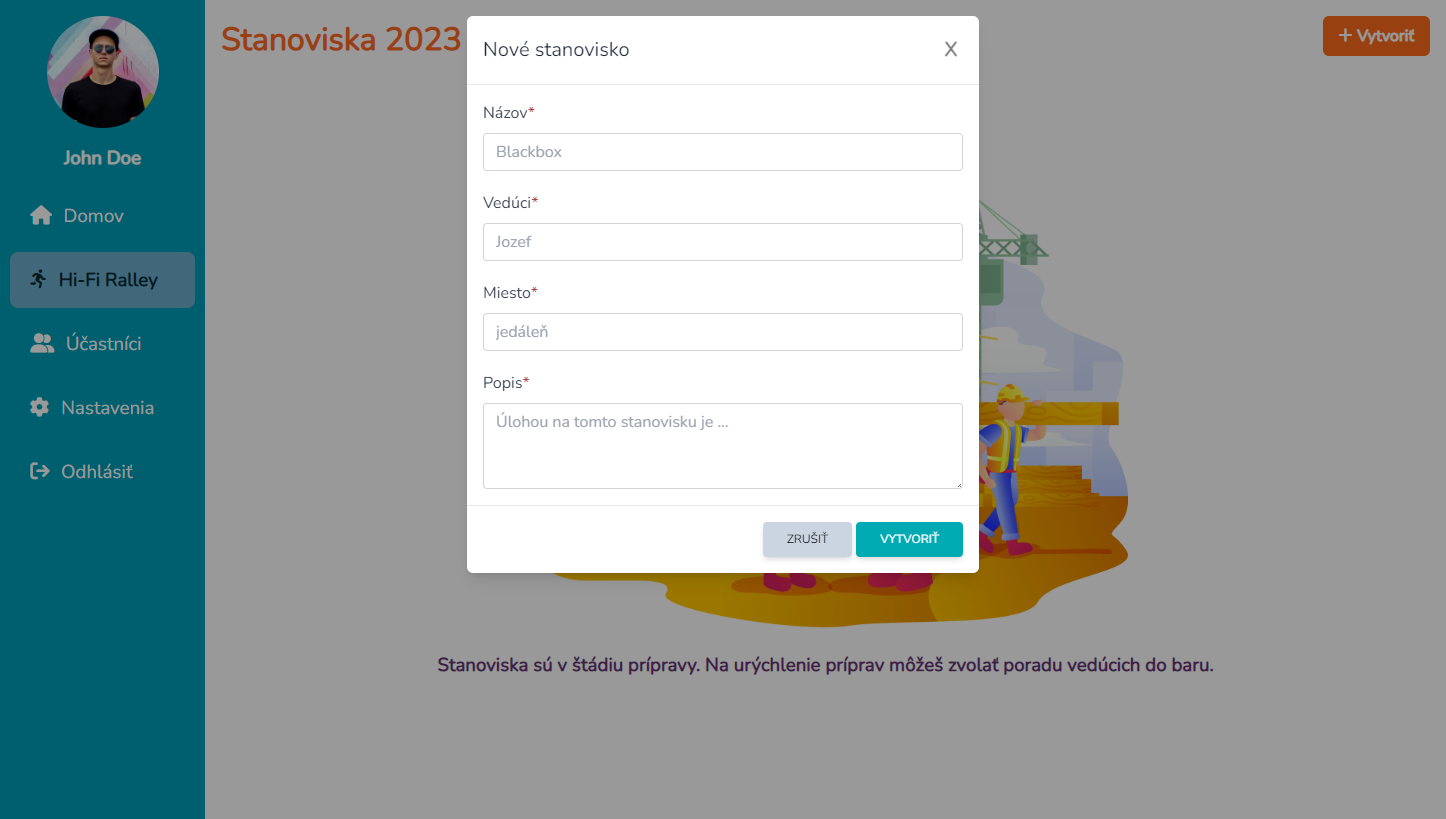 John Doe
Domov
Hi-Fi Ralley
Účastníci
Nastavenia
Odhlásiť
Stanoviska 2023
+ Vytvoriť
Nové stanovisko
X
Názov*
Blackbox
Vedúci*
Jozef
Miesto*
jedáleň
Popis*
Úlohou na tomto stanovisku je ...
ZRUŠIŤ
VYTVORIŤ
Stanoviska sú v štádiu prípravy. Na urýchlenie príprav môžeš zvolať poradu vedúcich do baru.